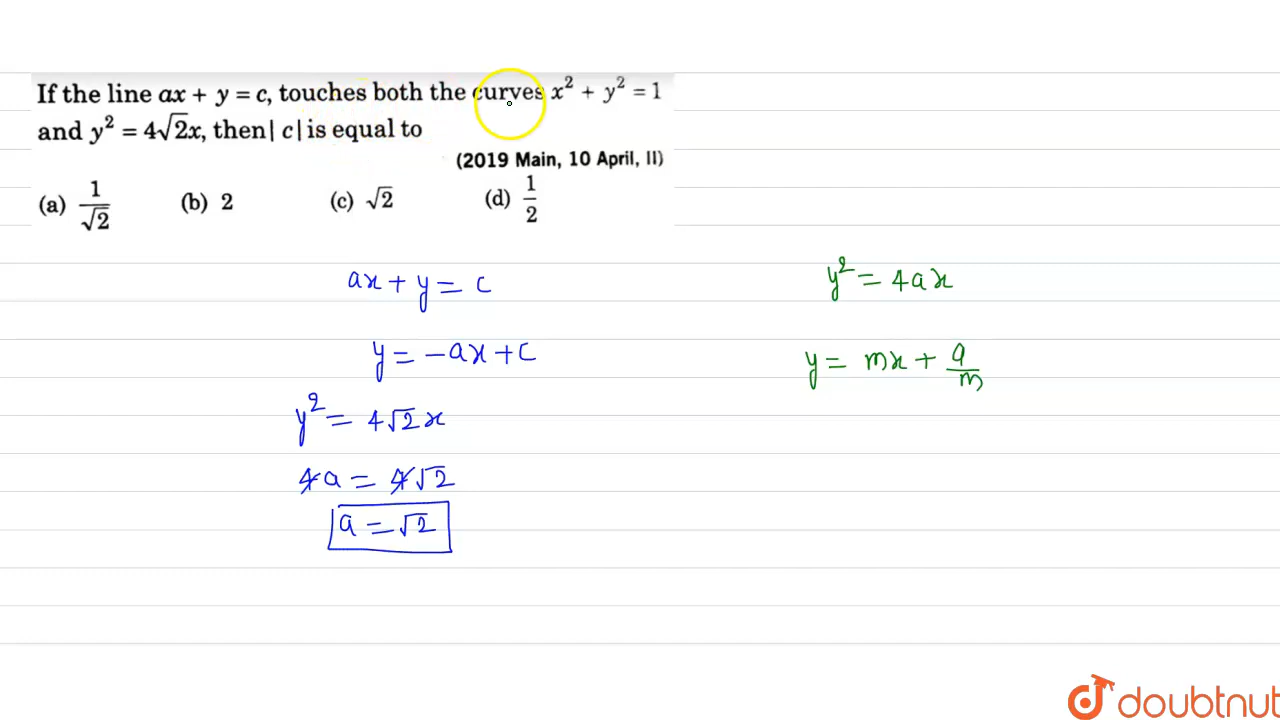 If the line ax + y = c, touches both the curves x² + y² = 1
and y² = 4√2x, then | c | is equal to
(2019 Main, 10 April, II)
(a) 1/√2 (b) 2 (c) √2 (d) 1/2
ax + y = c
y = -ax + c
y² = 4√2 x
4a = 4√2
a = √2
y² = 4ax
y = mx + a/m
doubtnut